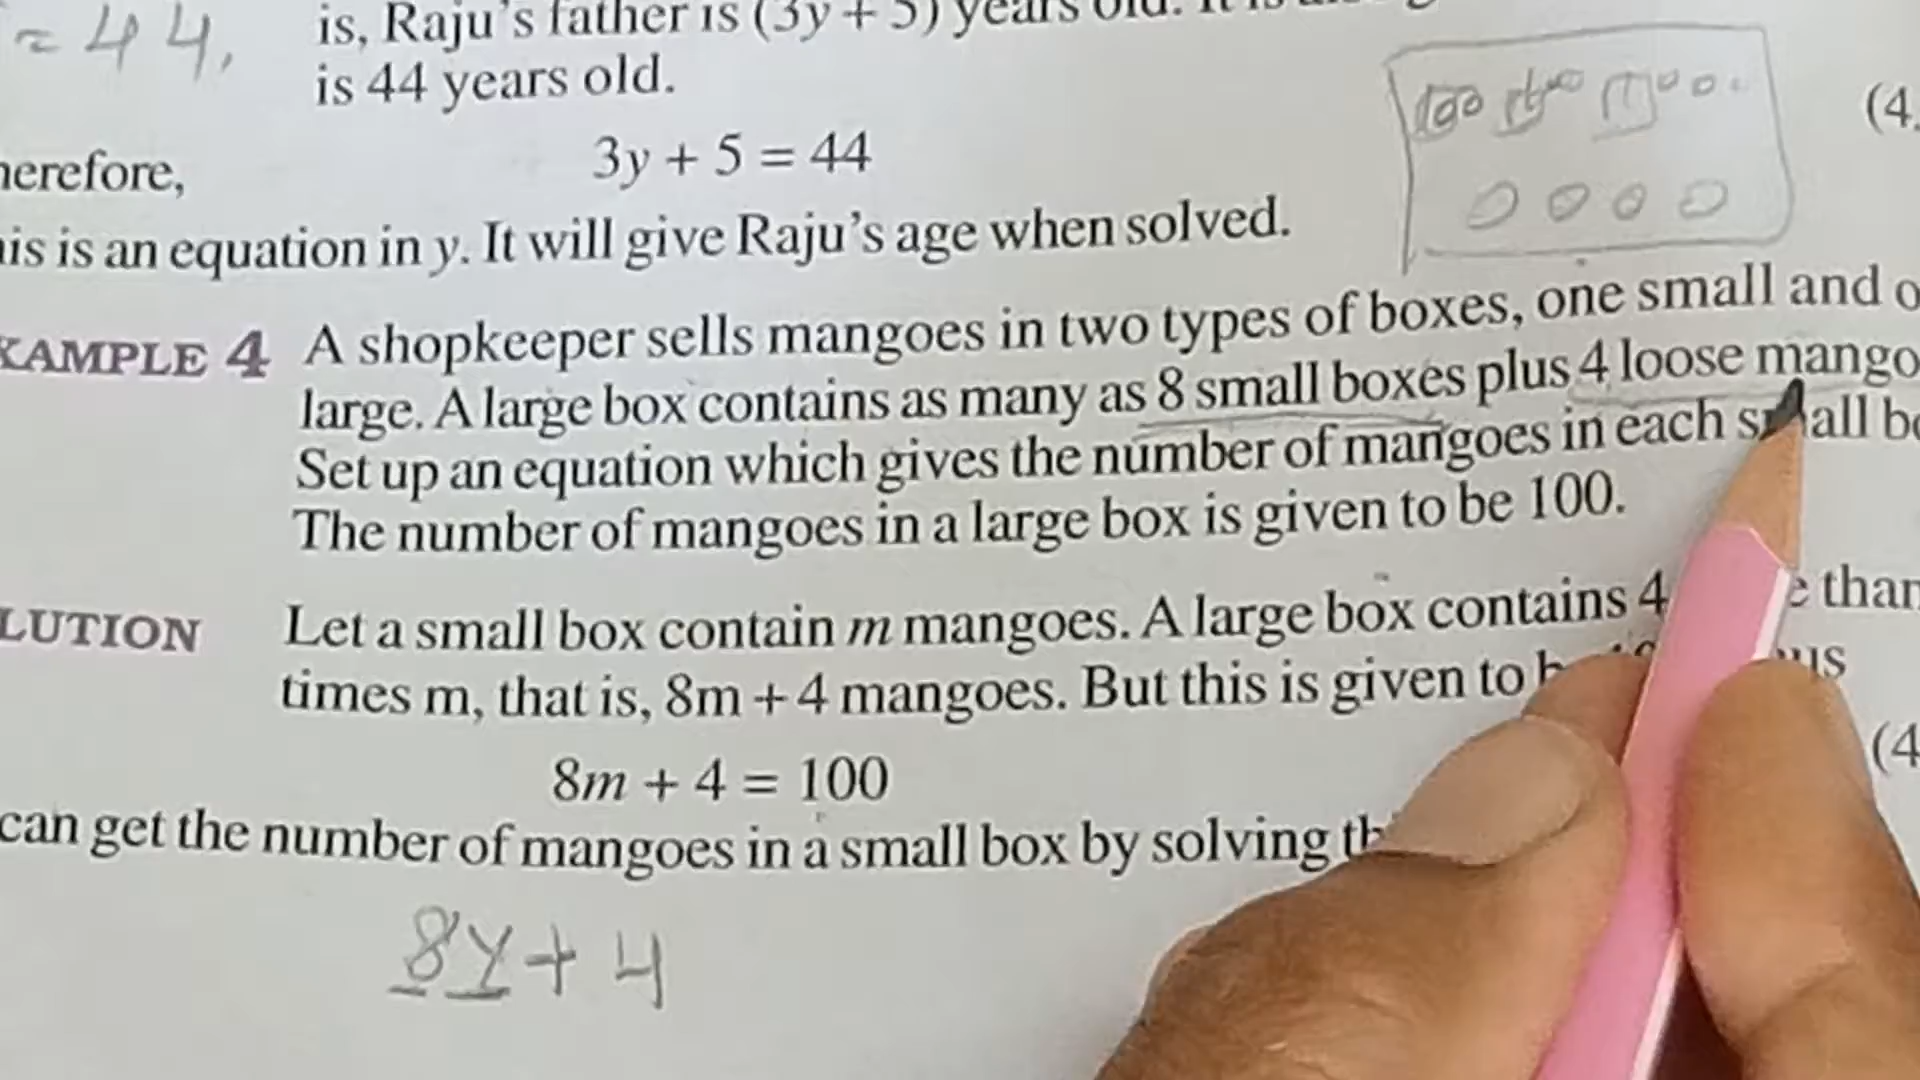 = 44,
is, Raju's father is (3y + 5) years old. It is
is 44 years old.
herefore,
3y + 5 = 44
(4.
his is an equation in y. It will give Raju's age when solved.
100
XAMPLE 4 A shopkeeper sells mangoes in two types of boxes, one small and o
large. A large box contains as many as 8 small boxes plus 4 loose mango
Set up an equation which gives the number of mangoes in each small bo
The number of mangoes in a large box is given to be 100.
LUTION Let a small box contain m mangoes. A large box contains 4 than
times m, that is, 8m + 4 mangoes. But this is given to
8m + 4 = 100
(4
can get the number of mangoes in a small box by solving
8y + 4